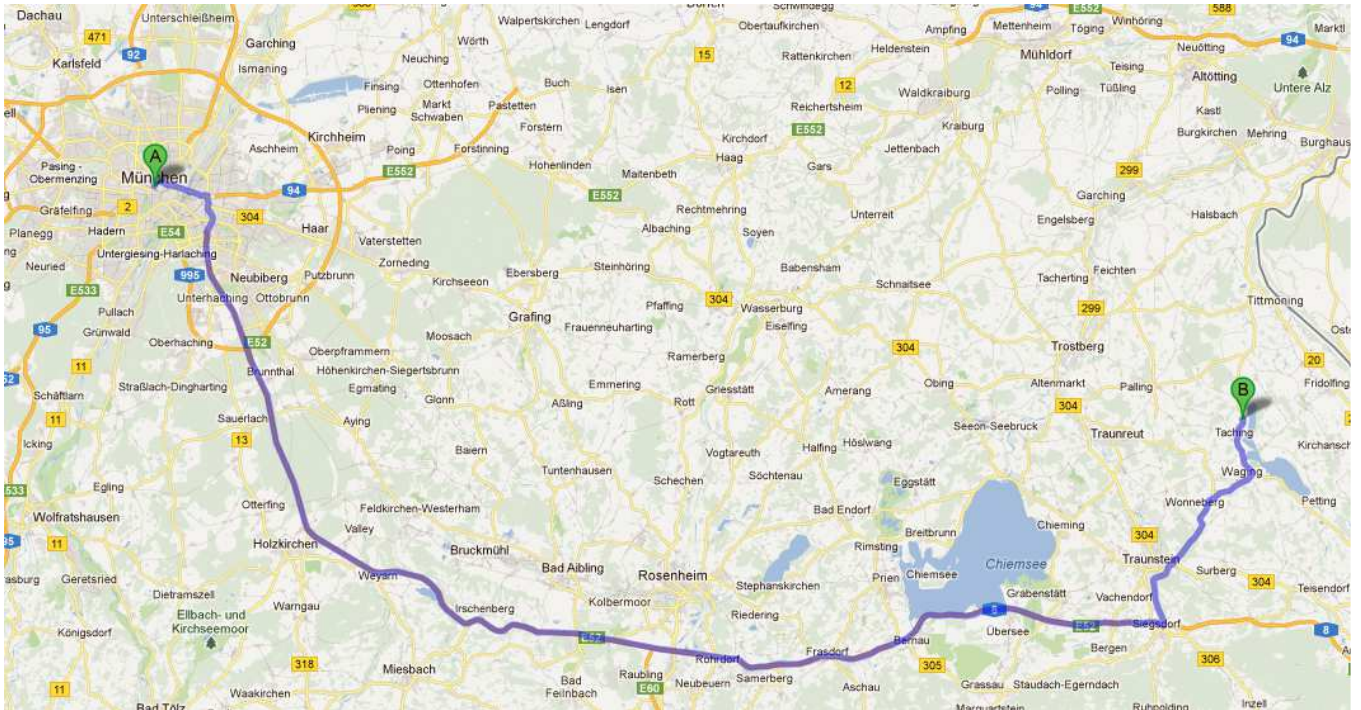 Dachau
Unterschleißheim
Walpertskirchen
Lengdorf
Obertaufkirchen
Ampfing
94
E552
Mettenheim
Töging
588
Winhöring
Marktl
471
92
Garching
Wörth
15
Heldenstein
Mühldorf
Neuötting
94
Karlsfeld
Ismaning
Neuching
Rattenkirchen
Teising
Altötting
Finsing
Ottenhofen
Buch
Isen
12
Waldkraiburg
Polling
Tüßling
Untere Alz
Pliening
Markt
Schwaben
Pastetten
Reichertsheim
Kastl
Kirchheim
Forstern
E552
Kraiburg
Burgkirchen
Mehring
Burghaus
Aschheim
Poing
Forstinning
Kirchdorf
Jettenbach
A
Pasing -
Obermenzing
München
E552
Hohenlinden
Haag
Gars
299
94
Maitenbeth
E552
Garching
Gräfelfing
2
304
Rechtmehring
Unterreit
Engelsberg
Halsbach
Planegg
Hadern
E54
Haar
Vaterstetten
Albaching
Soyen
Untergiesing-Harlaching
Zorneding
Neuried
995
Neubiberg
Putzbrunn
Ebersberg
Steinhöring
Babensham
Tacherting
Feichten
E533
Unterhaching
Ottobrunn
Kirchseeon
Schnaitsee
Pullach
Pfaffing
304
Wasserburg
299
Tittmoning
95
Grünwald
Grafing
Frauenneuharting
Eiselfing
Oberhaching
E52
Moosach
304
Trostberg
11
Brunnthal
Oberpframmern
Ramerberg
20
52
Höhenkirchen-Siegertsbrunn
Straßlach-Dingharting
Egmating
Emmering
Griesstätt
Amerang
Obing
Altenmarkt
Palling
B
Fridolfing
Schäftlarn
Glonn
Aßling
Rott
304
11
Sauerlach
Aying
Seeon-Seebruck
Traunreut
Taching
Icking
13
Baiern
Vogtareuth
Halfing
Höslwang
Tuntenhausen
Söchtenau
Waging
533
Egling
Schechen
Eggstätt
Petting
Otterfing
Feldkirchen-Westerham
Bad Endorf
Wonneberg
Wolfratshausen
Valley
Breitbrunn
Chieming
95
11
Holzkirchen
Bruckmühl
Rimsting
304
Traunstein
Bad Aibling
Rosenheim
Chiemsee
Surberg
Geretsried
Weyarn
Prien
Chiemsee
304
Teisendorf
Dietramszell
Stephanskirchen
Grabenstätt
Vachendorf
Ellbach- und
Kirchseemoor
Warngau
Irschenberg
Kolbermoor
Riedering
8
Königsdorf
E52
Übersee
E52
Siegsdorf
8
Bernau
Bergen
318
Miesbach
Rohrdorf
Frasdorf
305
306
11
Waakirchen
Bad
Feilnbach
Raubling
E60
Neubeuern
Samerberg
Aschau
Grassau
Staudach-Egerndach
Bad Tölz
Marquartstein
Ruhpolding
Inzell